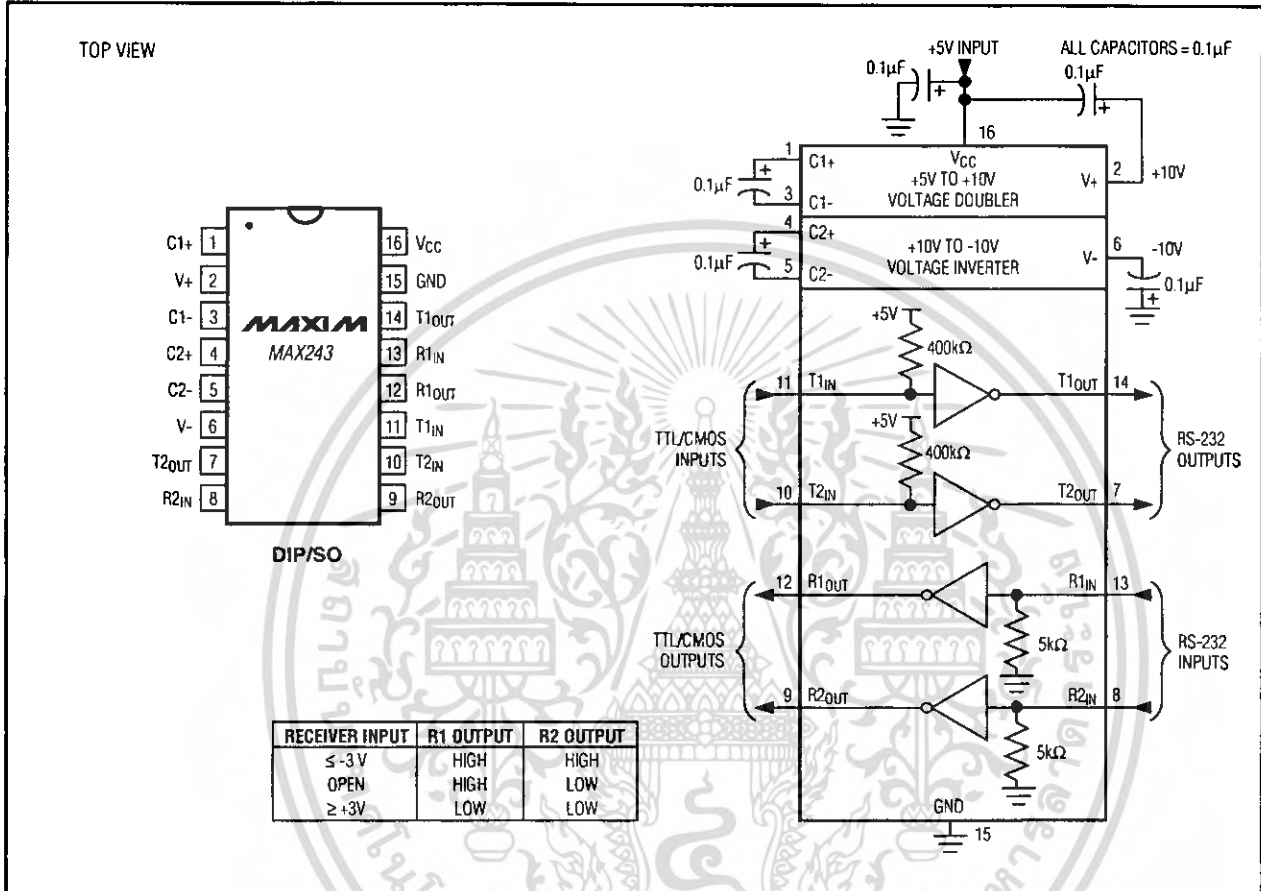 TOP VIEW
C1+ 1
V+ 2
C1- 3
C2+ 4
C2- 5
V- 6
T2OUT 7
R2IN 8
16 VCC
15 GND
14 T1OUT
13 R1IN
12 R1OUT
11 T1IN
10 T2IN
9 R2OUT
MAXIM
MAX243
DIP/SO
RECEIVER INPUT R1 OUTPUT R2 OUTPUT
≤ -3 V HIGH HIGH
OPEN HIGH LOW
≥ +3V LOW LOW
+5V INPUT
ALL CAPACITORS = 0.1µF
0.1µF
+
0.1µF
+
16
VCC
+5V TO +10V
VOLTAGE DOUBLER
1
C1+
+
0.1µF
3
C1-
V+
2
+10V
4
C2+
+
0.1µF
5
C2-
+10V TO -10V
VOLTAGE INVERTER
V-
6
-10V
0.1µF
+
+5V
400kΩ
11 T1IN
T1OUT 14
+5V
400kΩ
TTL/CMOS
INPUTS
RS-232
OUTPUTS
10 T2IN
T2OUT 7
12 R1OUT
R1IN 13
5kΩ
TTL/CMOS
OUTPUTS
RS-232
INPUTS
9 R2OUT
R2IN 8
5kΩ
GND
15